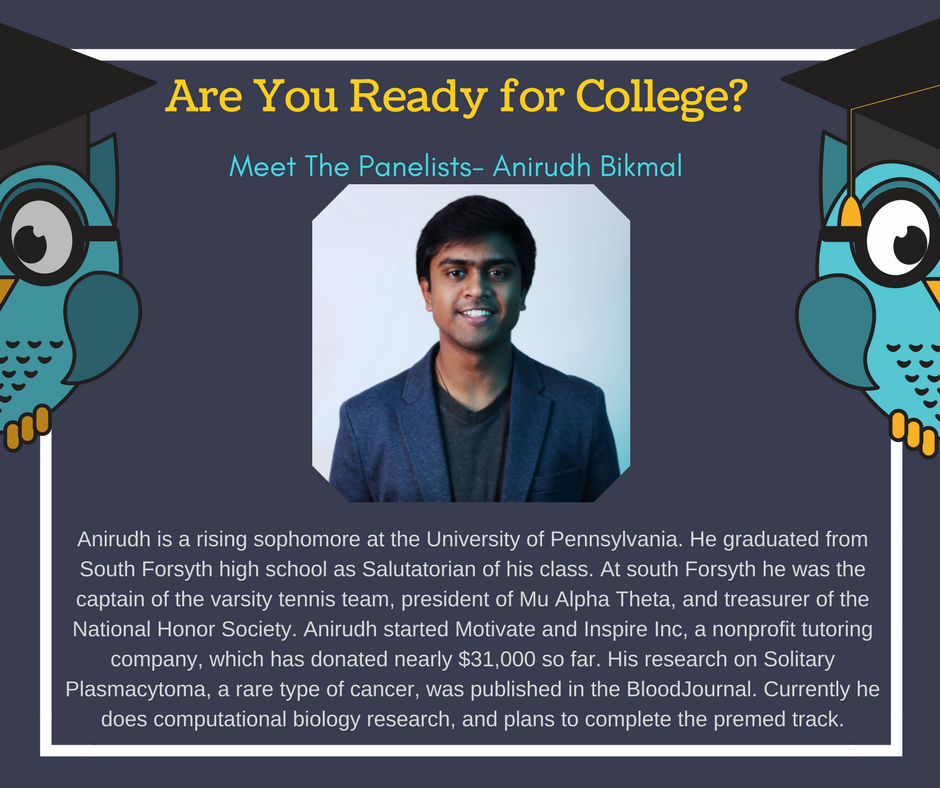 Are You Ready for College?
Meet The Panelists- Anirudh Bikmal
Anirudh is a rising sophomore at the University of Pennsylvania. He graduated from
South Forsyth high school as Salutatorian of his class. At south Forsyth he was the
captain of the varsity tennis team, president of Mu Alpha Theta, and treasurer of the
National Honor Society. Anirudh started Motivate and Inspire Inc, a nonprofit tutoring
company, which has donated nearly $31,000 so far. His research on Solitary
Plasmacytoma, a rare type of cancer, was published in the BloodJournal. Currently he
does computational biology research, and plans to complete the premed track.